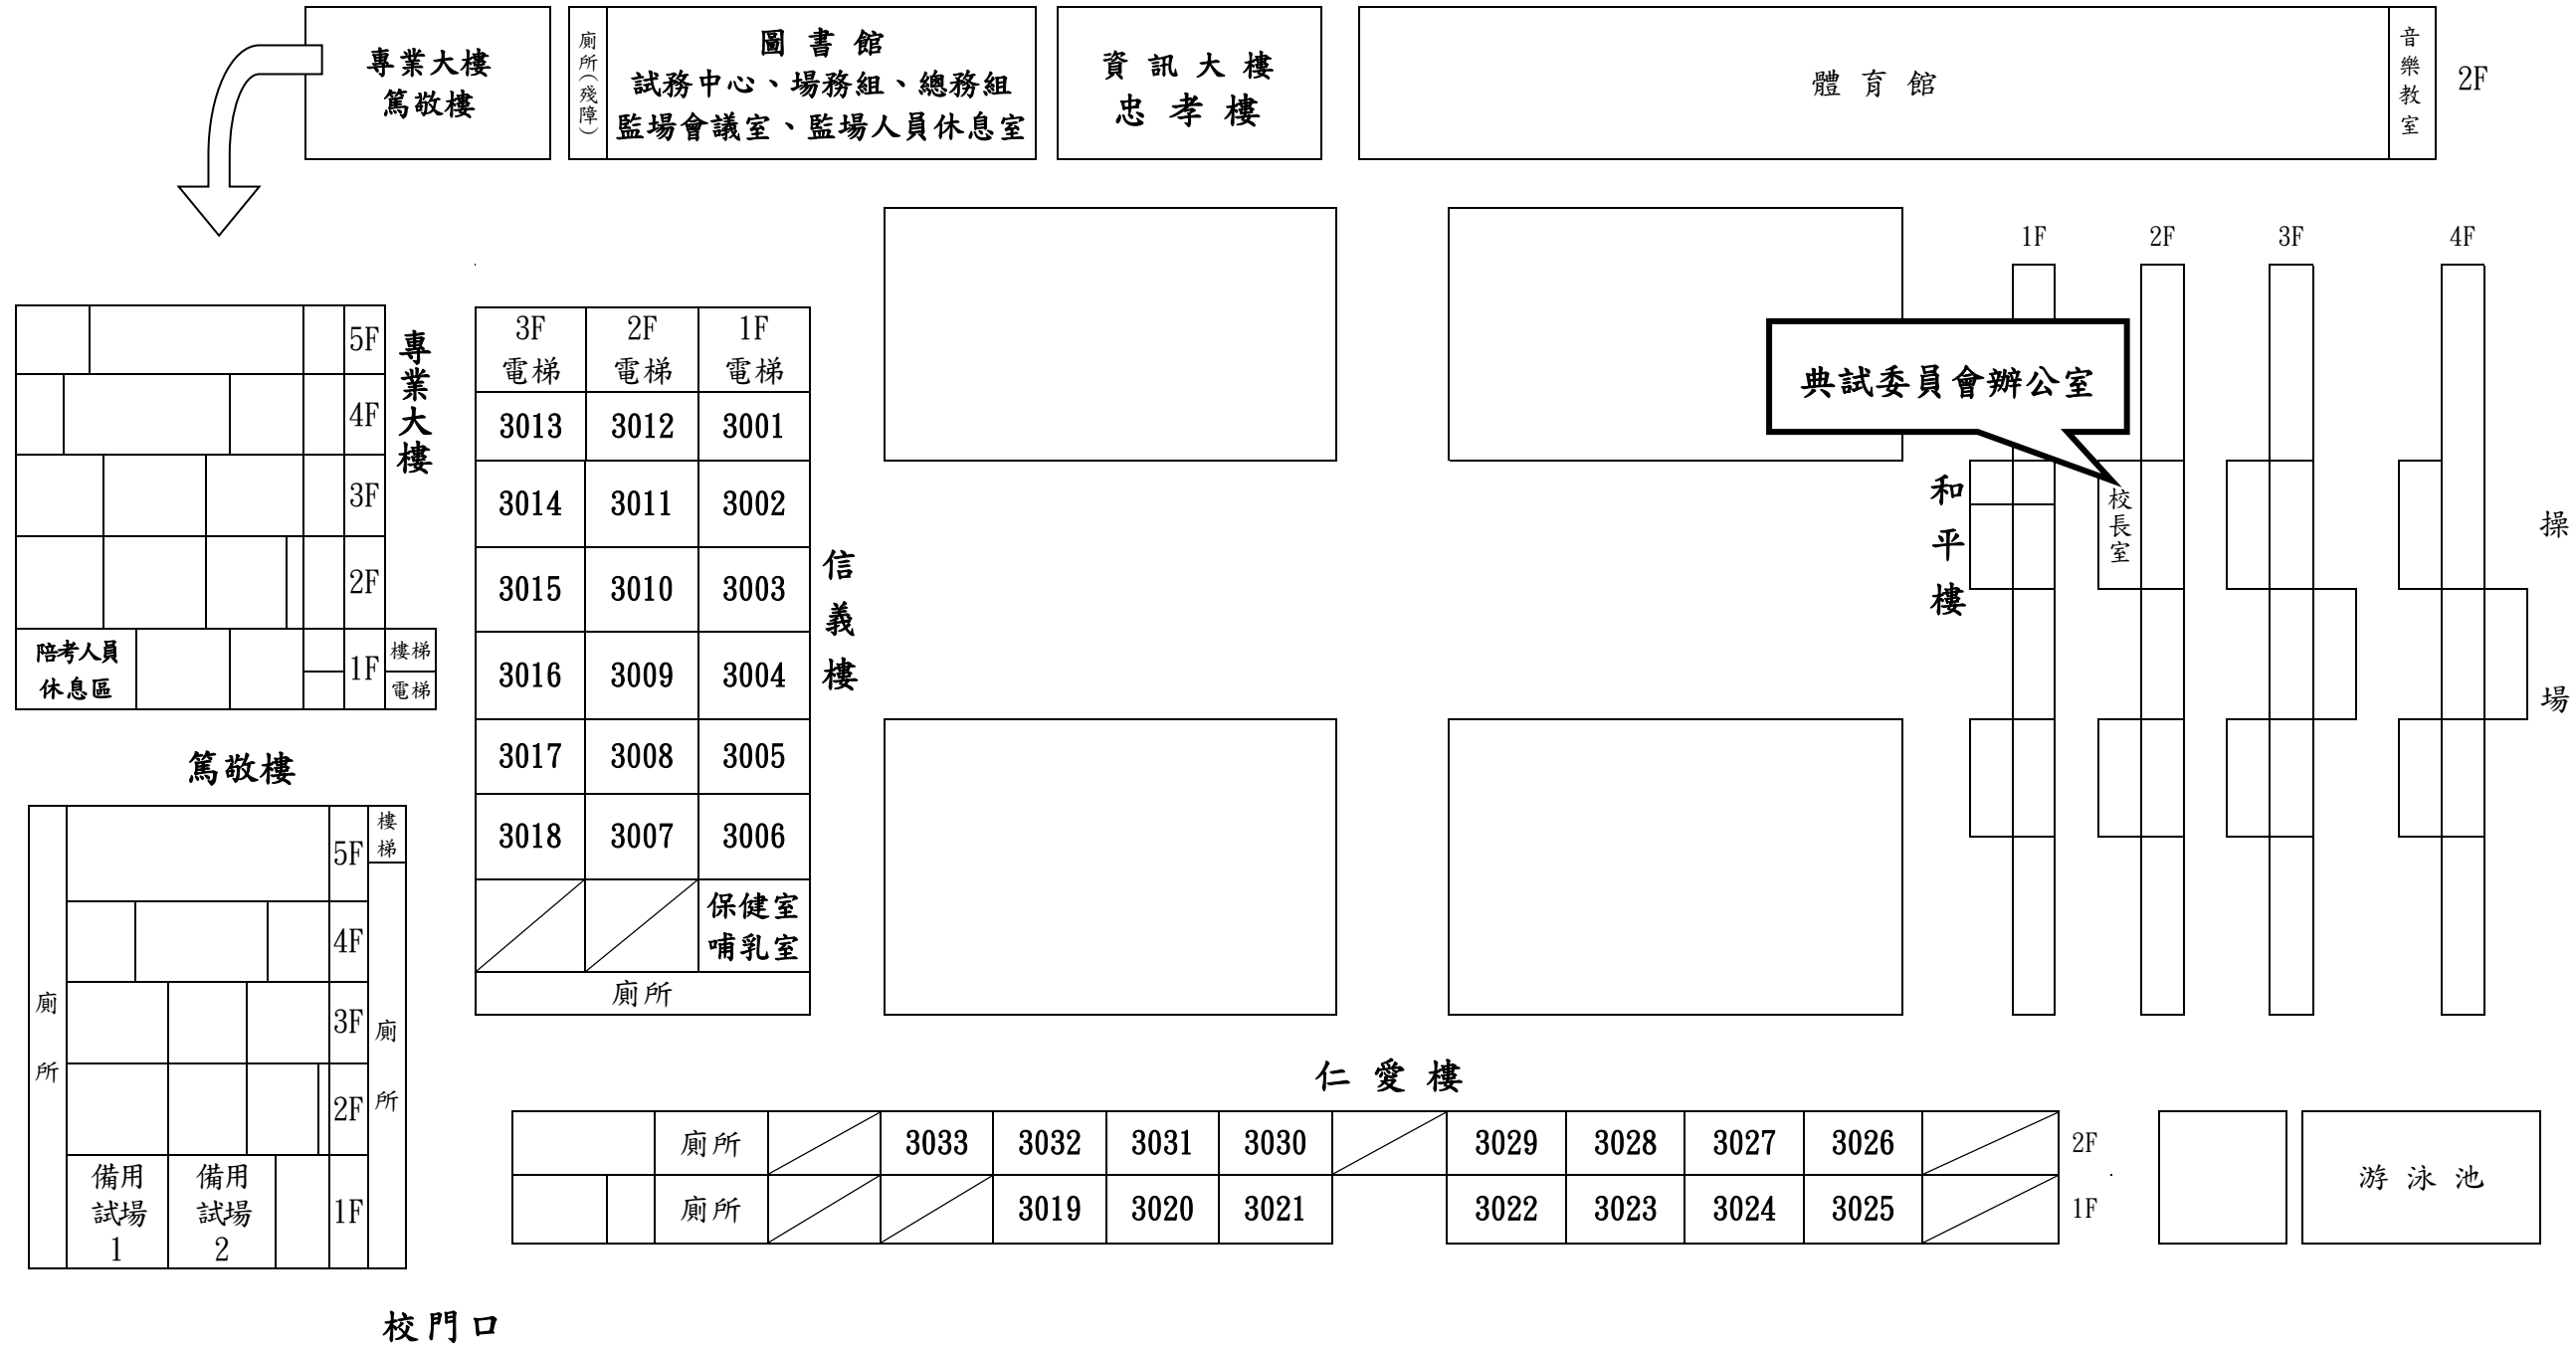 專業大樓
篤敬樓
廁所(殘障)
圖書館
試務中心、場務組、總務組
監場會議室、監場人員休息室
資訊大樓
忠孝樓
體育館
音樂教室
2F
1F 2F 3F 4F
典試委員會辦公室
校長室
和平樓
操場
5F
4F
3F
2F
陪考人員
休息區
1F
樓梯
電梯
專業大樓
3F 2F 1F
電梯 電梯 電梯
3013 3012 3001
3014 3011 3002
3015 3010 3003
3016 3009 3004
3017 3008 3005
3018 3007 3006
保健室
哺乳室
廁所
信義樓
篤敬樓
廁所
樓梯
5F
4F
3F
2F
備用
試場
1
備用
試場
2
1F
廁所
仁愛樓
廁所 3033 3032 3031 3030 3029 3028 3027 3026 2F
廁所 3019 3020 3021 3022 3023 3024 3025 1F
游泳池
校門口